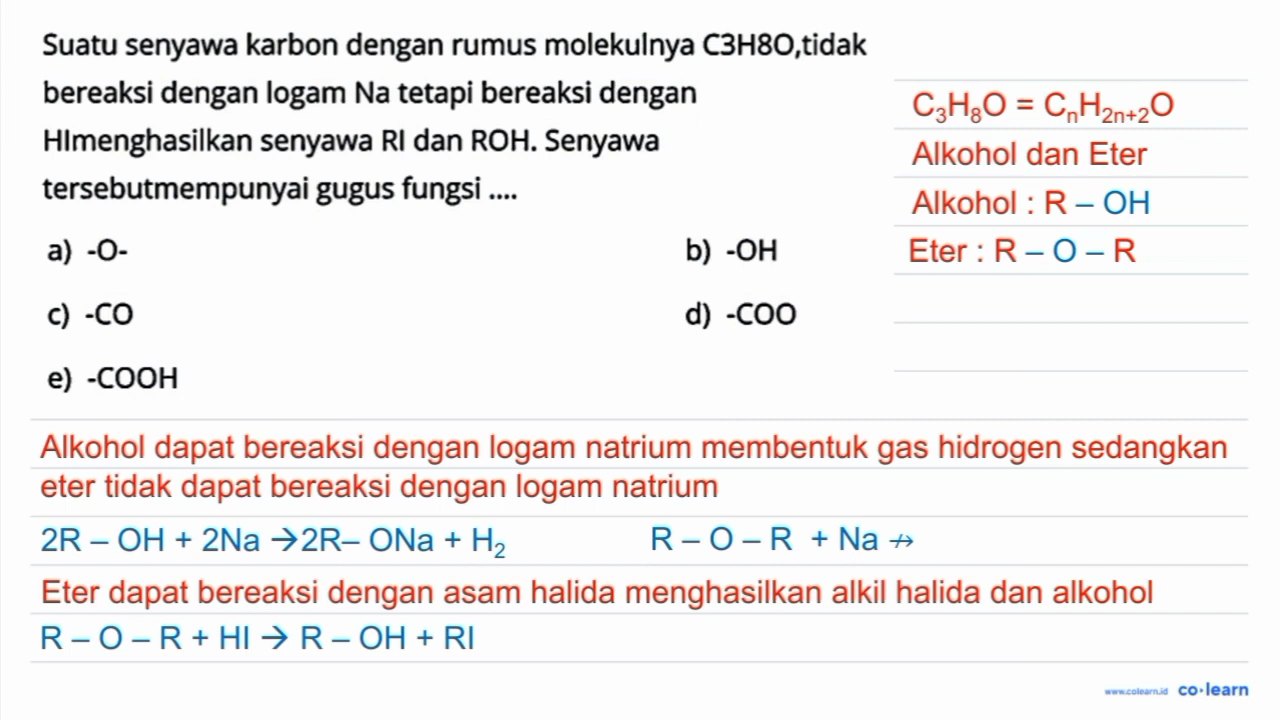 Suatu senyawa karbon dengan rumus molekulnya C3H8O,tidak
bereaksi dengan logam Na tetapi bereaksi dengan
HImenghasilkan senyawa RI dan ROH. Senyawa
tersebutmempunyai gugus fungsi ....
a) -O-
b) -OH
c) -CO
d) -COO
e) -COOH
C₃H₈O = CₙH₂ₙ₊₂O
Alkohol dan Eter
Alkohol : R – OH
Eter : R – O – R
Alkohol dapat bereaksi dengan logam natrium membentuk gas hidrogen sedangkan
eter tidak dapat bereaksi dengan logam natrium
2R – OH + 2Na →2R– ONa + H₂
R – O – R + Na ↛
Eter dapat bereaksi dengan asam halida menghasilkan alkil halida dan alkohol
R – O – R + HI → R – OH + RI
www.colearn.id co·learn